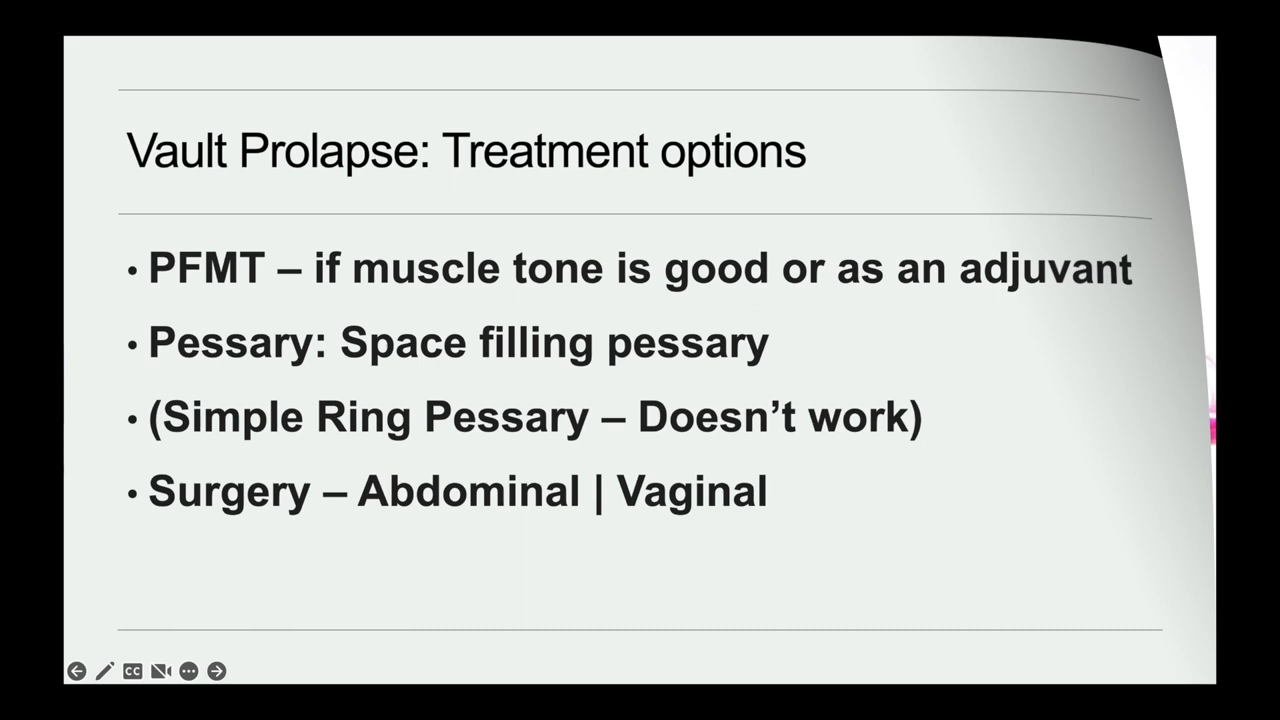 Vault Prolapse: Treatment options
• PFMT – if muscle tone is good or as an adjuvant
• Pessary: Space filling pessary
• (Simple Ring Pessary – Doesn’t work)
• Surgery – Abdominal | Vaginal
CC